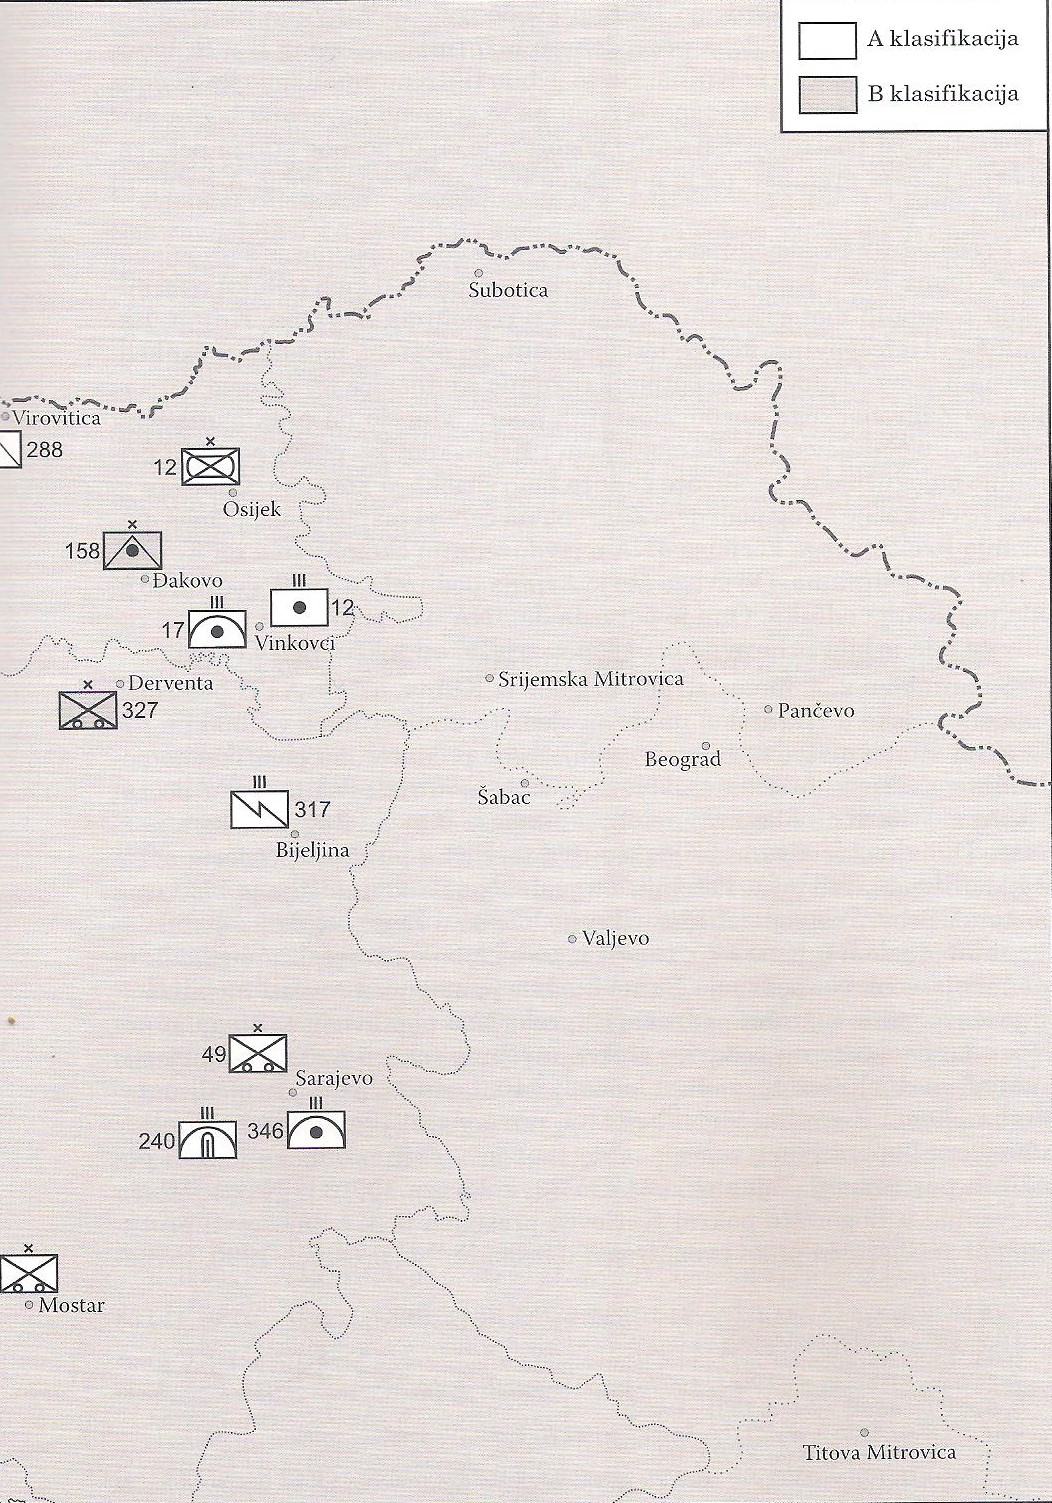 A klasifikacija
B klasifikacija
Subotica
Virovitica
288
12
Osijek
158
Đakovo
12
17
Vinkovci
Derventa
327
Srijemska Mitrovica
Pančevo
Beograd
Šabac
317
Bijeljina
Valjevo
49
Sarajevo
240
346
Mostar
Titova Mitrovica